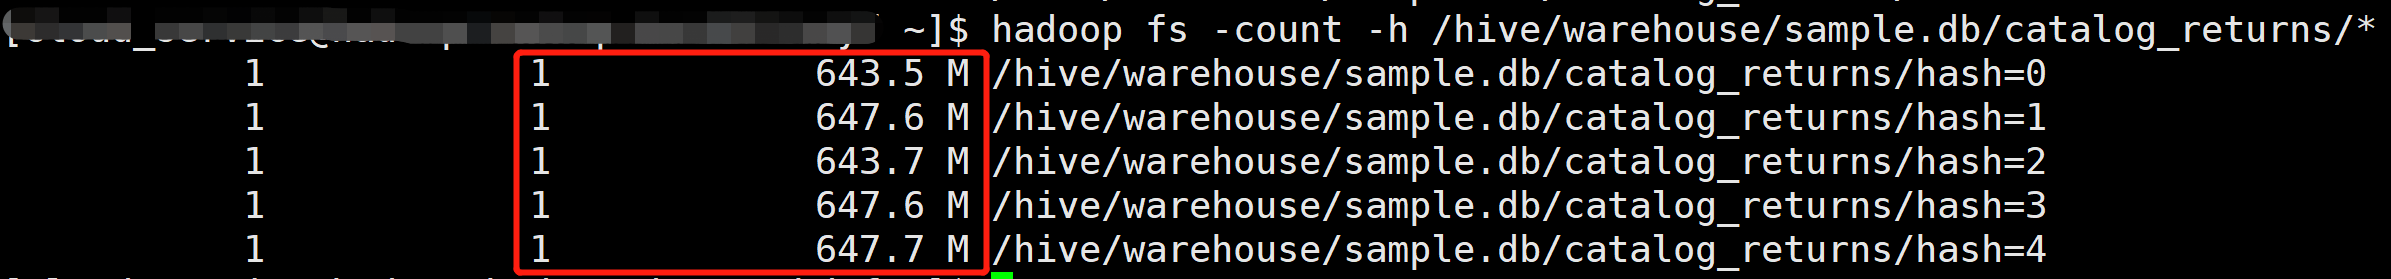 ~]$ hadoop fs -count -h /hive/warehouse/sample.db/catalog_returns/*
1 1 643.5 M /hive/warehouse/sample.db/catalog_returns/hash=0
1 1 647.6 M /hive/warehouse/sample.db/catalog_returns/hash=1
1 1 643.7 M /hive/warehouse/sample.db/catalog_returns/hash=2
1 1 647.6 M /hive/warehouse/sample.db/catalog_returns/hash=3
1 1 647.7 M /hive/warehouse/sample.db/catalog_returns/hash=4